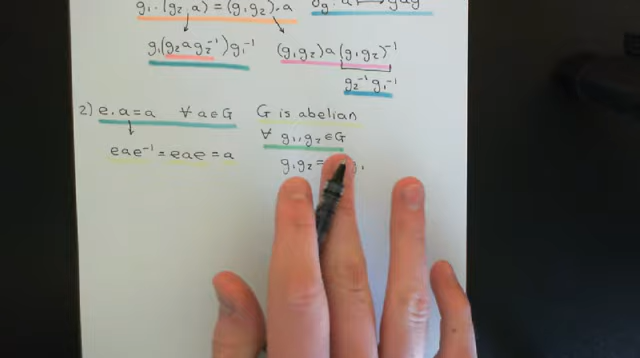 g₁·(g₂·a) = (g₁g₂)·a
g₁(g₂ag₂⁻¹)g₁⁻¹
(g₁g₂)a(g₁g₂)⁻¹
g₂⁻¹g₁⁻¹
2) e·a = a ∀ a∈G
eae⁻¹ = eae = a
G is abelian
∀ g₁,g₂∈G
g₁g₂ = g₁